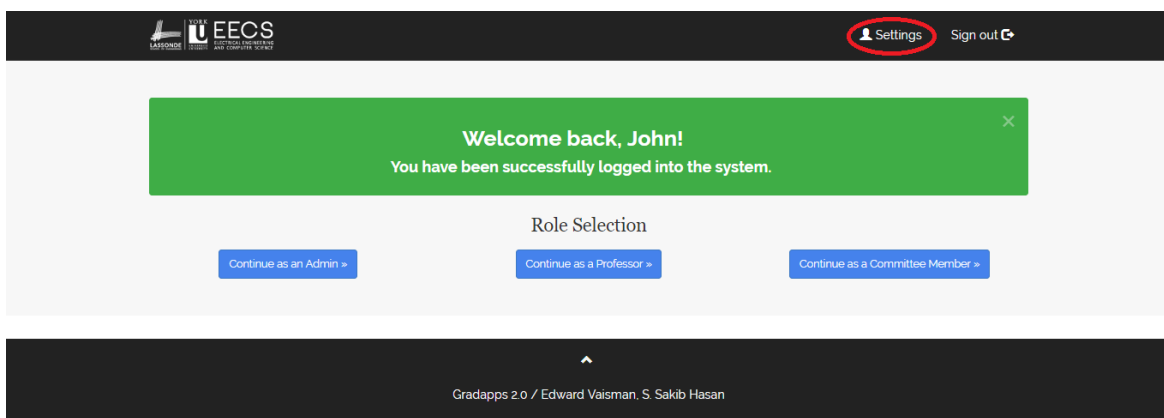 LASSONDE
YORK
U
EECS
ELECTRICAL ENGINEERING
AND COMPUTER SCIENCE
Settings
Sign out
×
Welcome back, John!
You have been successfully logged into the system.
Role Selection
Continue as an Admin »
Continue as a Professor »
Continue as a Committee Member »
Gradapps 2.0 / Edward Vaisman, S. Sakib Hasan